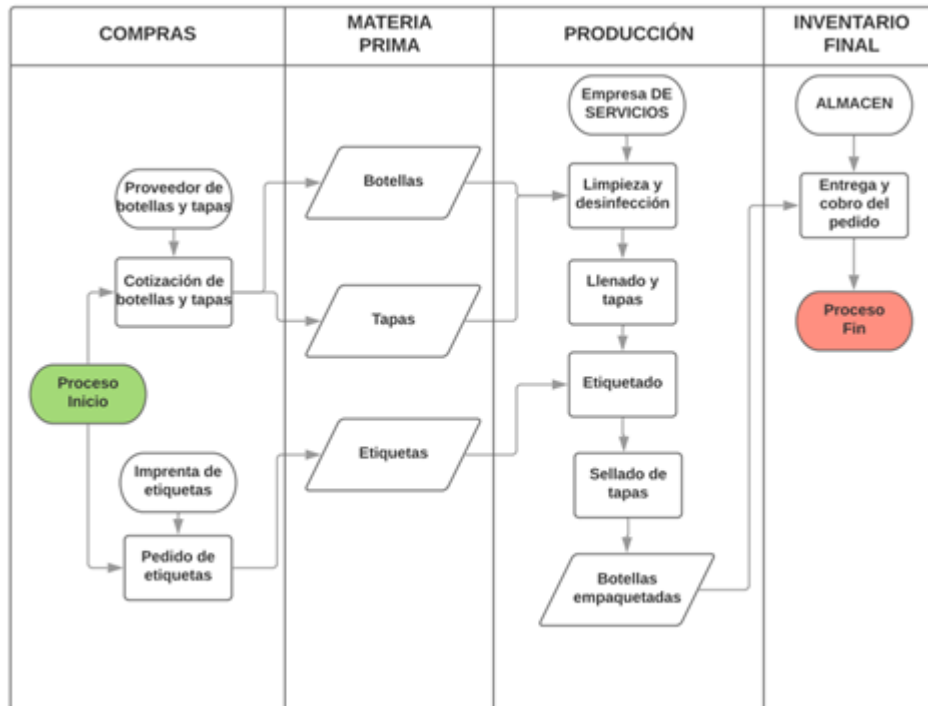 COMPRAS
MATERIA
PRIMA
PRODUCCIÓN
INVENTARIO
FINAL
Proveedor de
botellas y tapas
Cotización de
botellas y tapas
Proceso
Inicio
Imprenta de
etiquetas
Pedido de
etiquetas
Botellas
Tapas
Etiquetas
Empresa DE
SERVICIOS
Limpieza y
desinfección
Llenado y
tapas
Etiquetado
Sellado de
tapas
Botellas
empaquetadas
ALMACEN
Entrega y
cobro del
pedido
Proceso
Fin